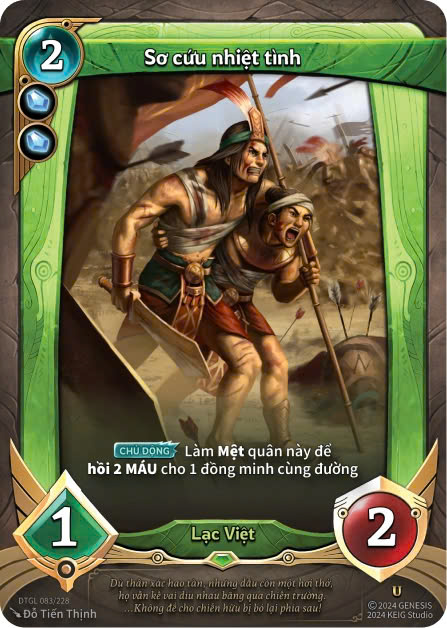 2
Sơ cứu nhiệt tình
CHỦ ĐỘNG Làm Mệt quân này để
hồi 2 MÁU cho 1 đồng minh cùng đường
1
Lạc Việt
2
DTGL 083/228
Đỗ Tiến Thịnh
Dù thân xác hao tàn, nhưng dẫu còn một hơi thở,
họ vẫn kề vai dìu nhau băng qua chiến trường.
...Không để cho chiến hữu bị bỏ lại phía sau!
U
©2024 GENESIS
2024 KEIG Studio